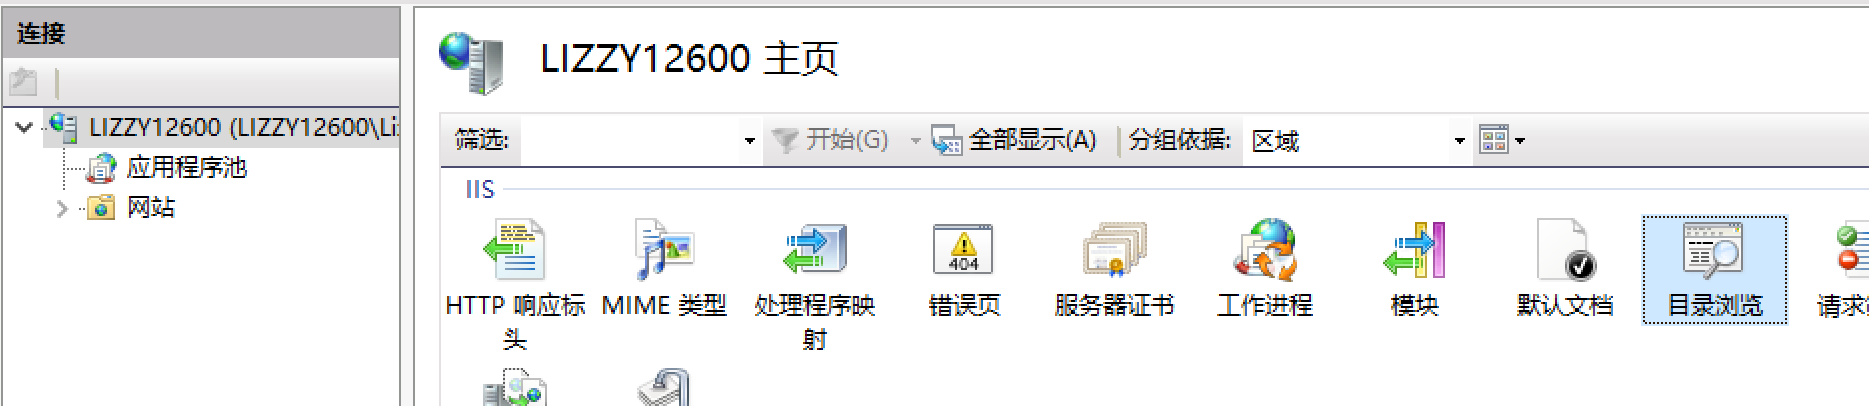 连接
LIZZY12600 (LIZZY12600\Li
应用程序池
网站
LIZZY12600 主页
筛选: 开始(G) 全部显示(A) 分组依据: 区域
IIS
HTTP 响应标头
MIME 类型
处理程序映射
404
错误页
服务器证书
工作进程
模块
默认文档
目录浏览
请求